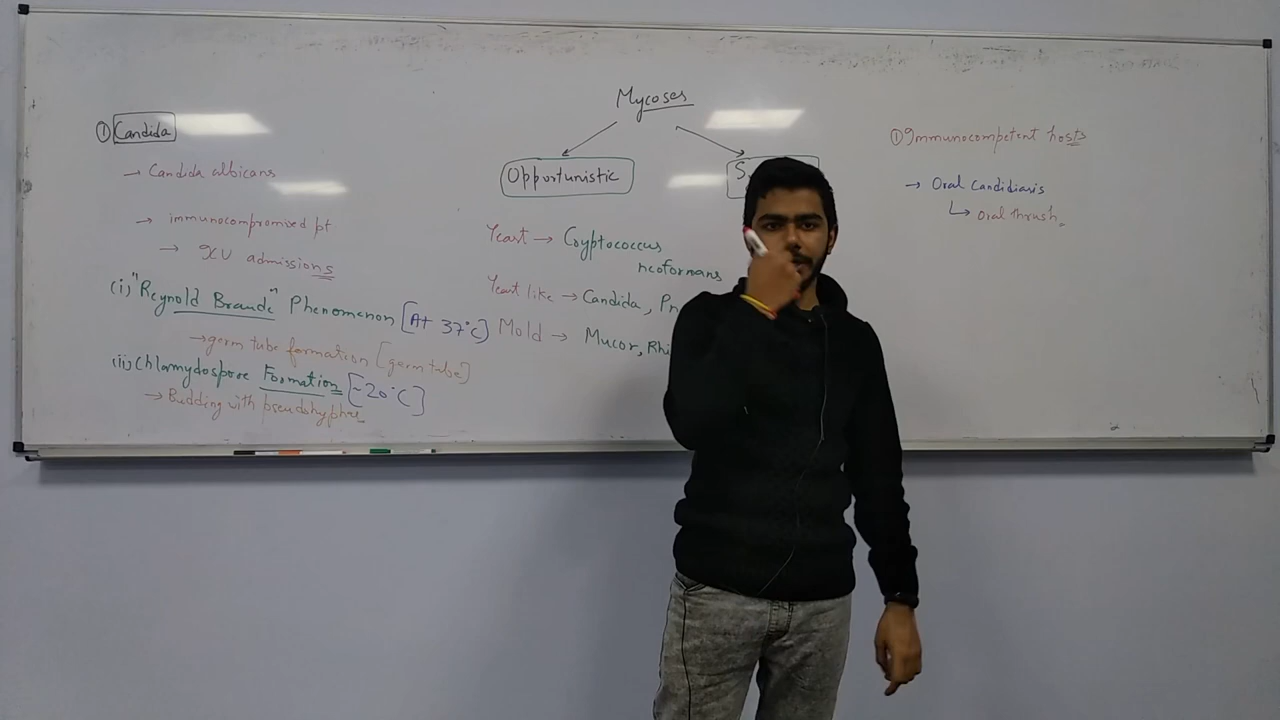 Mycoses
Opportunistic
S
Yeast → Cryptococcus
neoformans
Yeast like → Candida, Pn
Mold → Mucor, Rhi
① Candida
→ Candida albicans
→ immunocompromised pt
→ ICU admissions
(i) "Reynold Braude" Phenomenon [At 37°C]
→ germ tube formation [germ tube]
(ii) Chlamydospore Formation [~20°C]
→ Budding with pseudohyphae
① Immunocompetent hosts
→ Oral Candidiasis
↳ oral thrush.